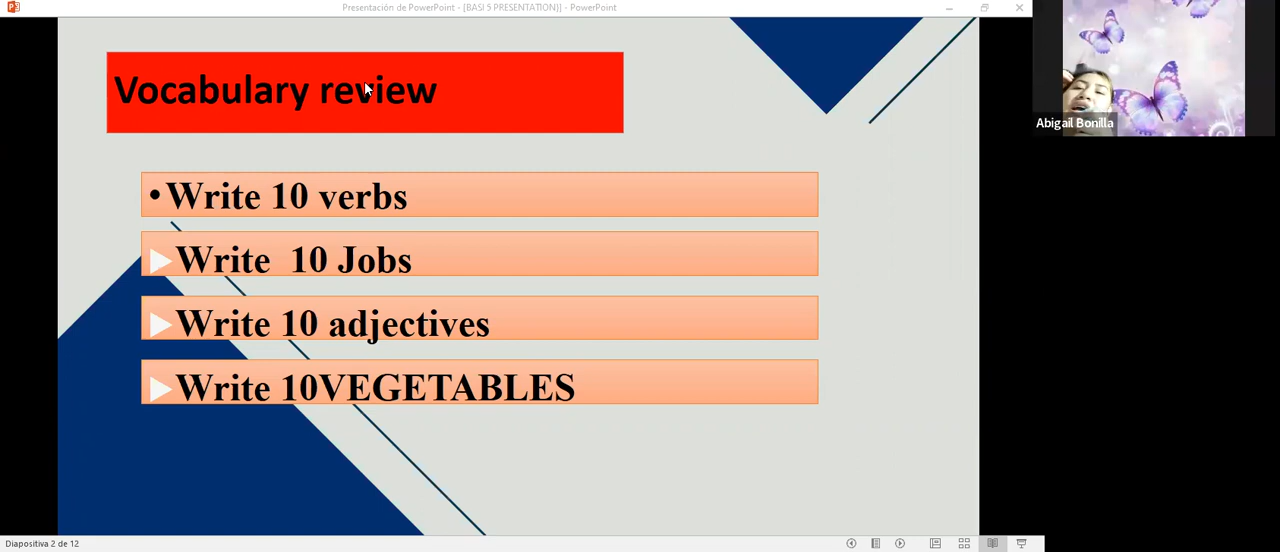 Presentación de PowerPoint - [BASI 9 PRESENTATION)] - PowerPoint
Vocabulary review
Abigail Bonilla
•Write 10 verbs
Write 10 Jobs
Write 10 adjectives
Write 10VEGETABLES
Diapositiva 2 de 12